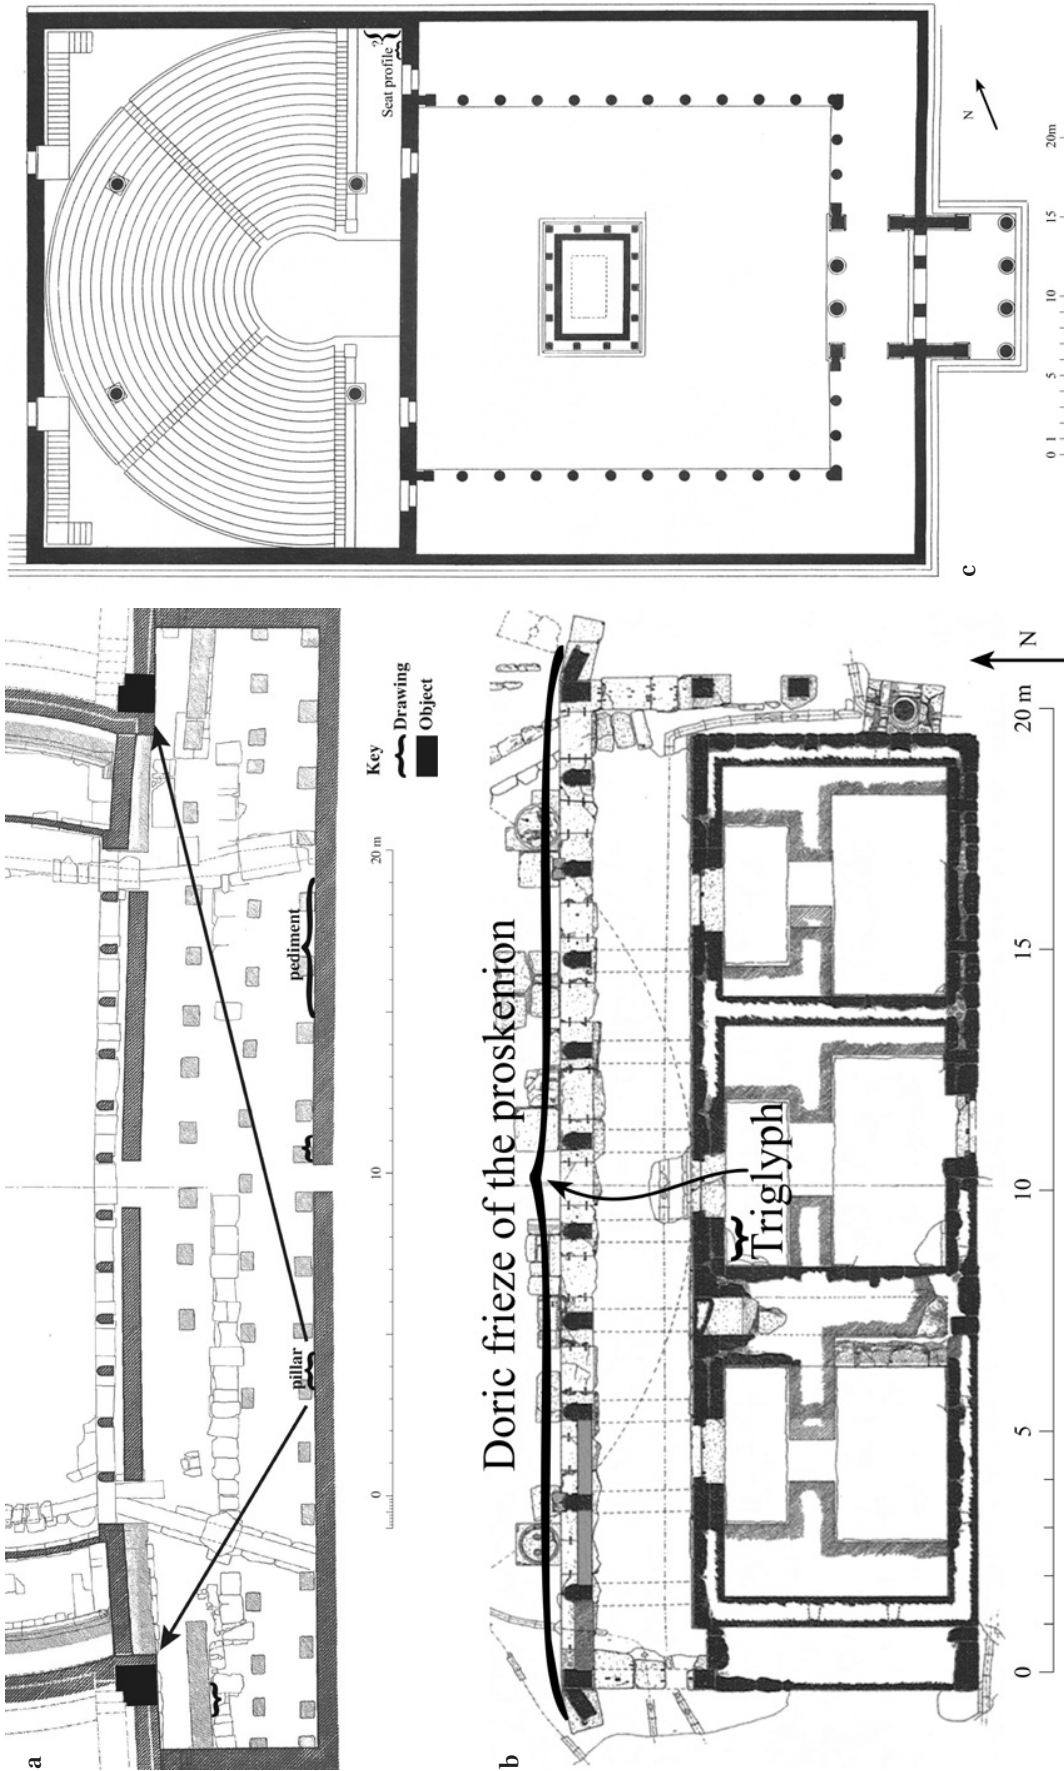 a
pillar
pediment
Key
Drawing
Object
0
10
20 m
b
Doric frieze of the proskenion
Triglyph
0
5
10
15
20 m
N
c
Seat profile ?
N
0 1
5
10
15
20m